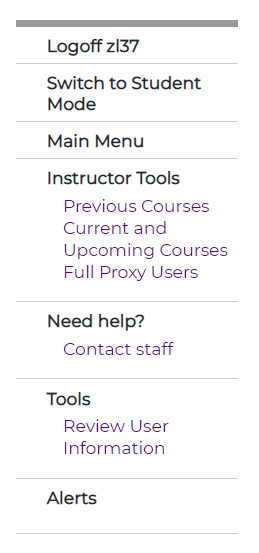 Logoff zl37
Switch to Student
Mode
Main Menu
Instructor Tools
Previous Courses
Current and
Upcoming Courses
Full Proxy Users
Need help?
Contact staff
Tools
Review User
Information
Alerts